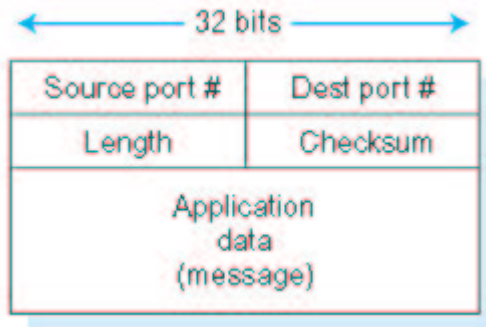 32 bits
Source port # Dest port #
Length Checksum
Application
data
(message)